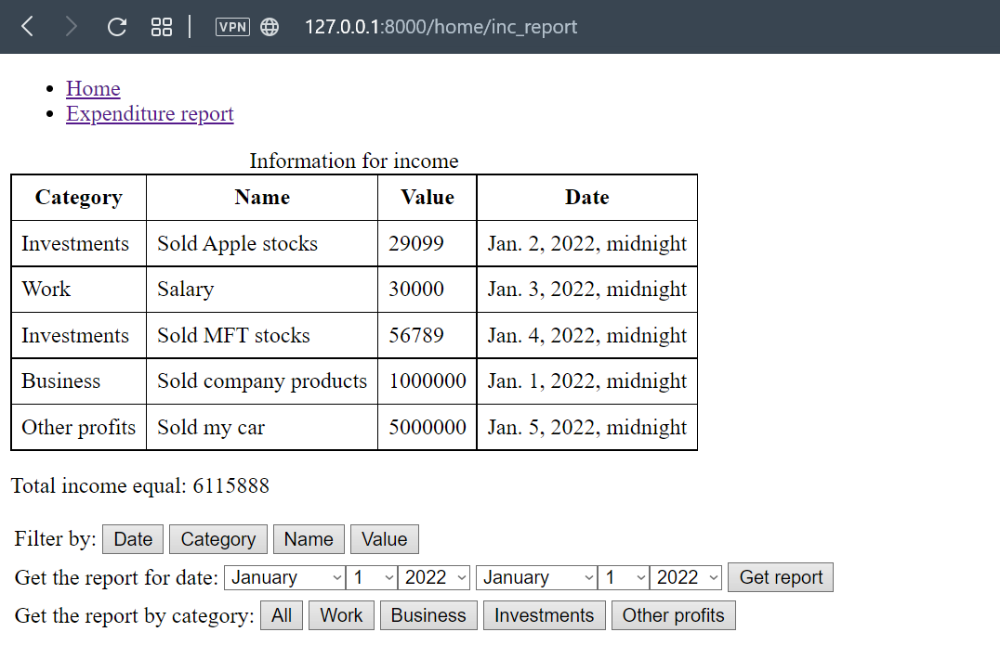 VPN 127.0.0.1:8000/home/inc_report
Home
Expenditure report
Information for income
Category Name Value Date
Investments Sold Apple stocks 29099 Jan. 2, 2022, midnight
Work Salary 30000 Jan. 3, 2022, midnight
Investments Sold MFT stocks 56789 Jan. 4, 2022, midnight
Business Sold company products 1000000 Jan. 1, 2022, midnight
Other profits Sold my car 5000000 Jan. 5, 2022, midnight
Total income equal: 6115888
Filter by: Date Category Name Value
Get the report for date: January 1 2022 January 1 2022 Get report
Get the report by category: All Work Business Investments Other profits